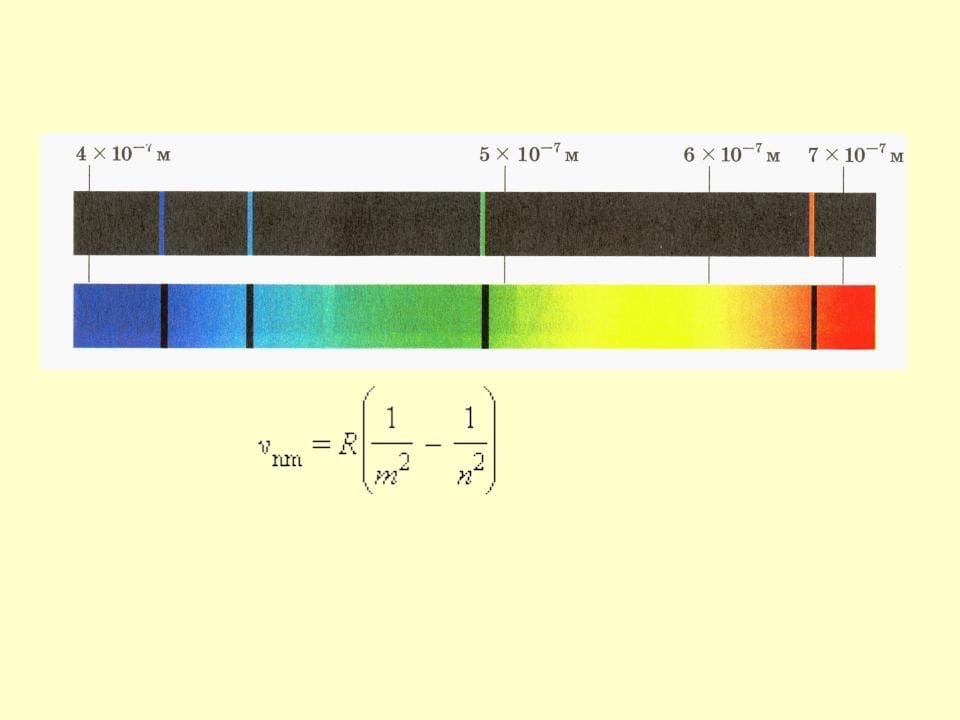 4 × 10⁻⁷ м 5 × 10⁻⁷ м 6 × 10⁻⁷ м 7 × 10⁻⁷ м
ν_nm = R(1/m² − 1/n²)